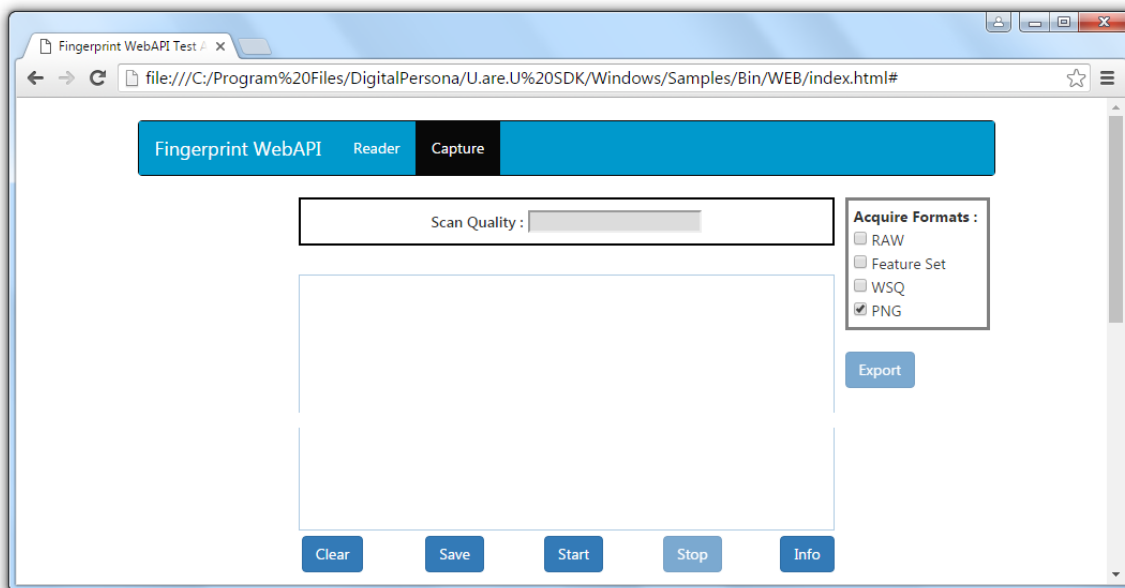 Fingerprint WebAPI Test A
file:///C:/Program%20Files/DigitalPersona/U.are.U%20SDK/Windows/Samples/Bin/WEB/index.html#
Fingerprint WebAPI Reader Capture
Scan Quality :
Acquire Formats :
RAW
Feature Set
WSQ
PNG
Export
Clear Save Start Stop Info